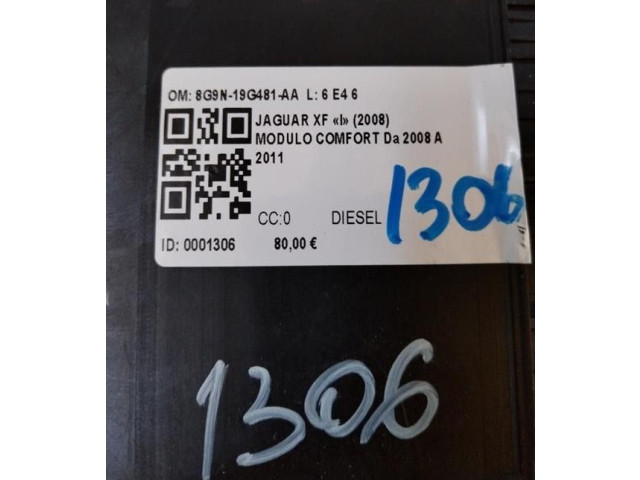 OM: 8G9N-19G481-AA L: 6 E4 6
JAGUAR XF «I» (2008)
MODULO COMFORT Da 2008 A
2011
CC:0 DIESEL
1306
ID: 0001306 80,00 €
1306